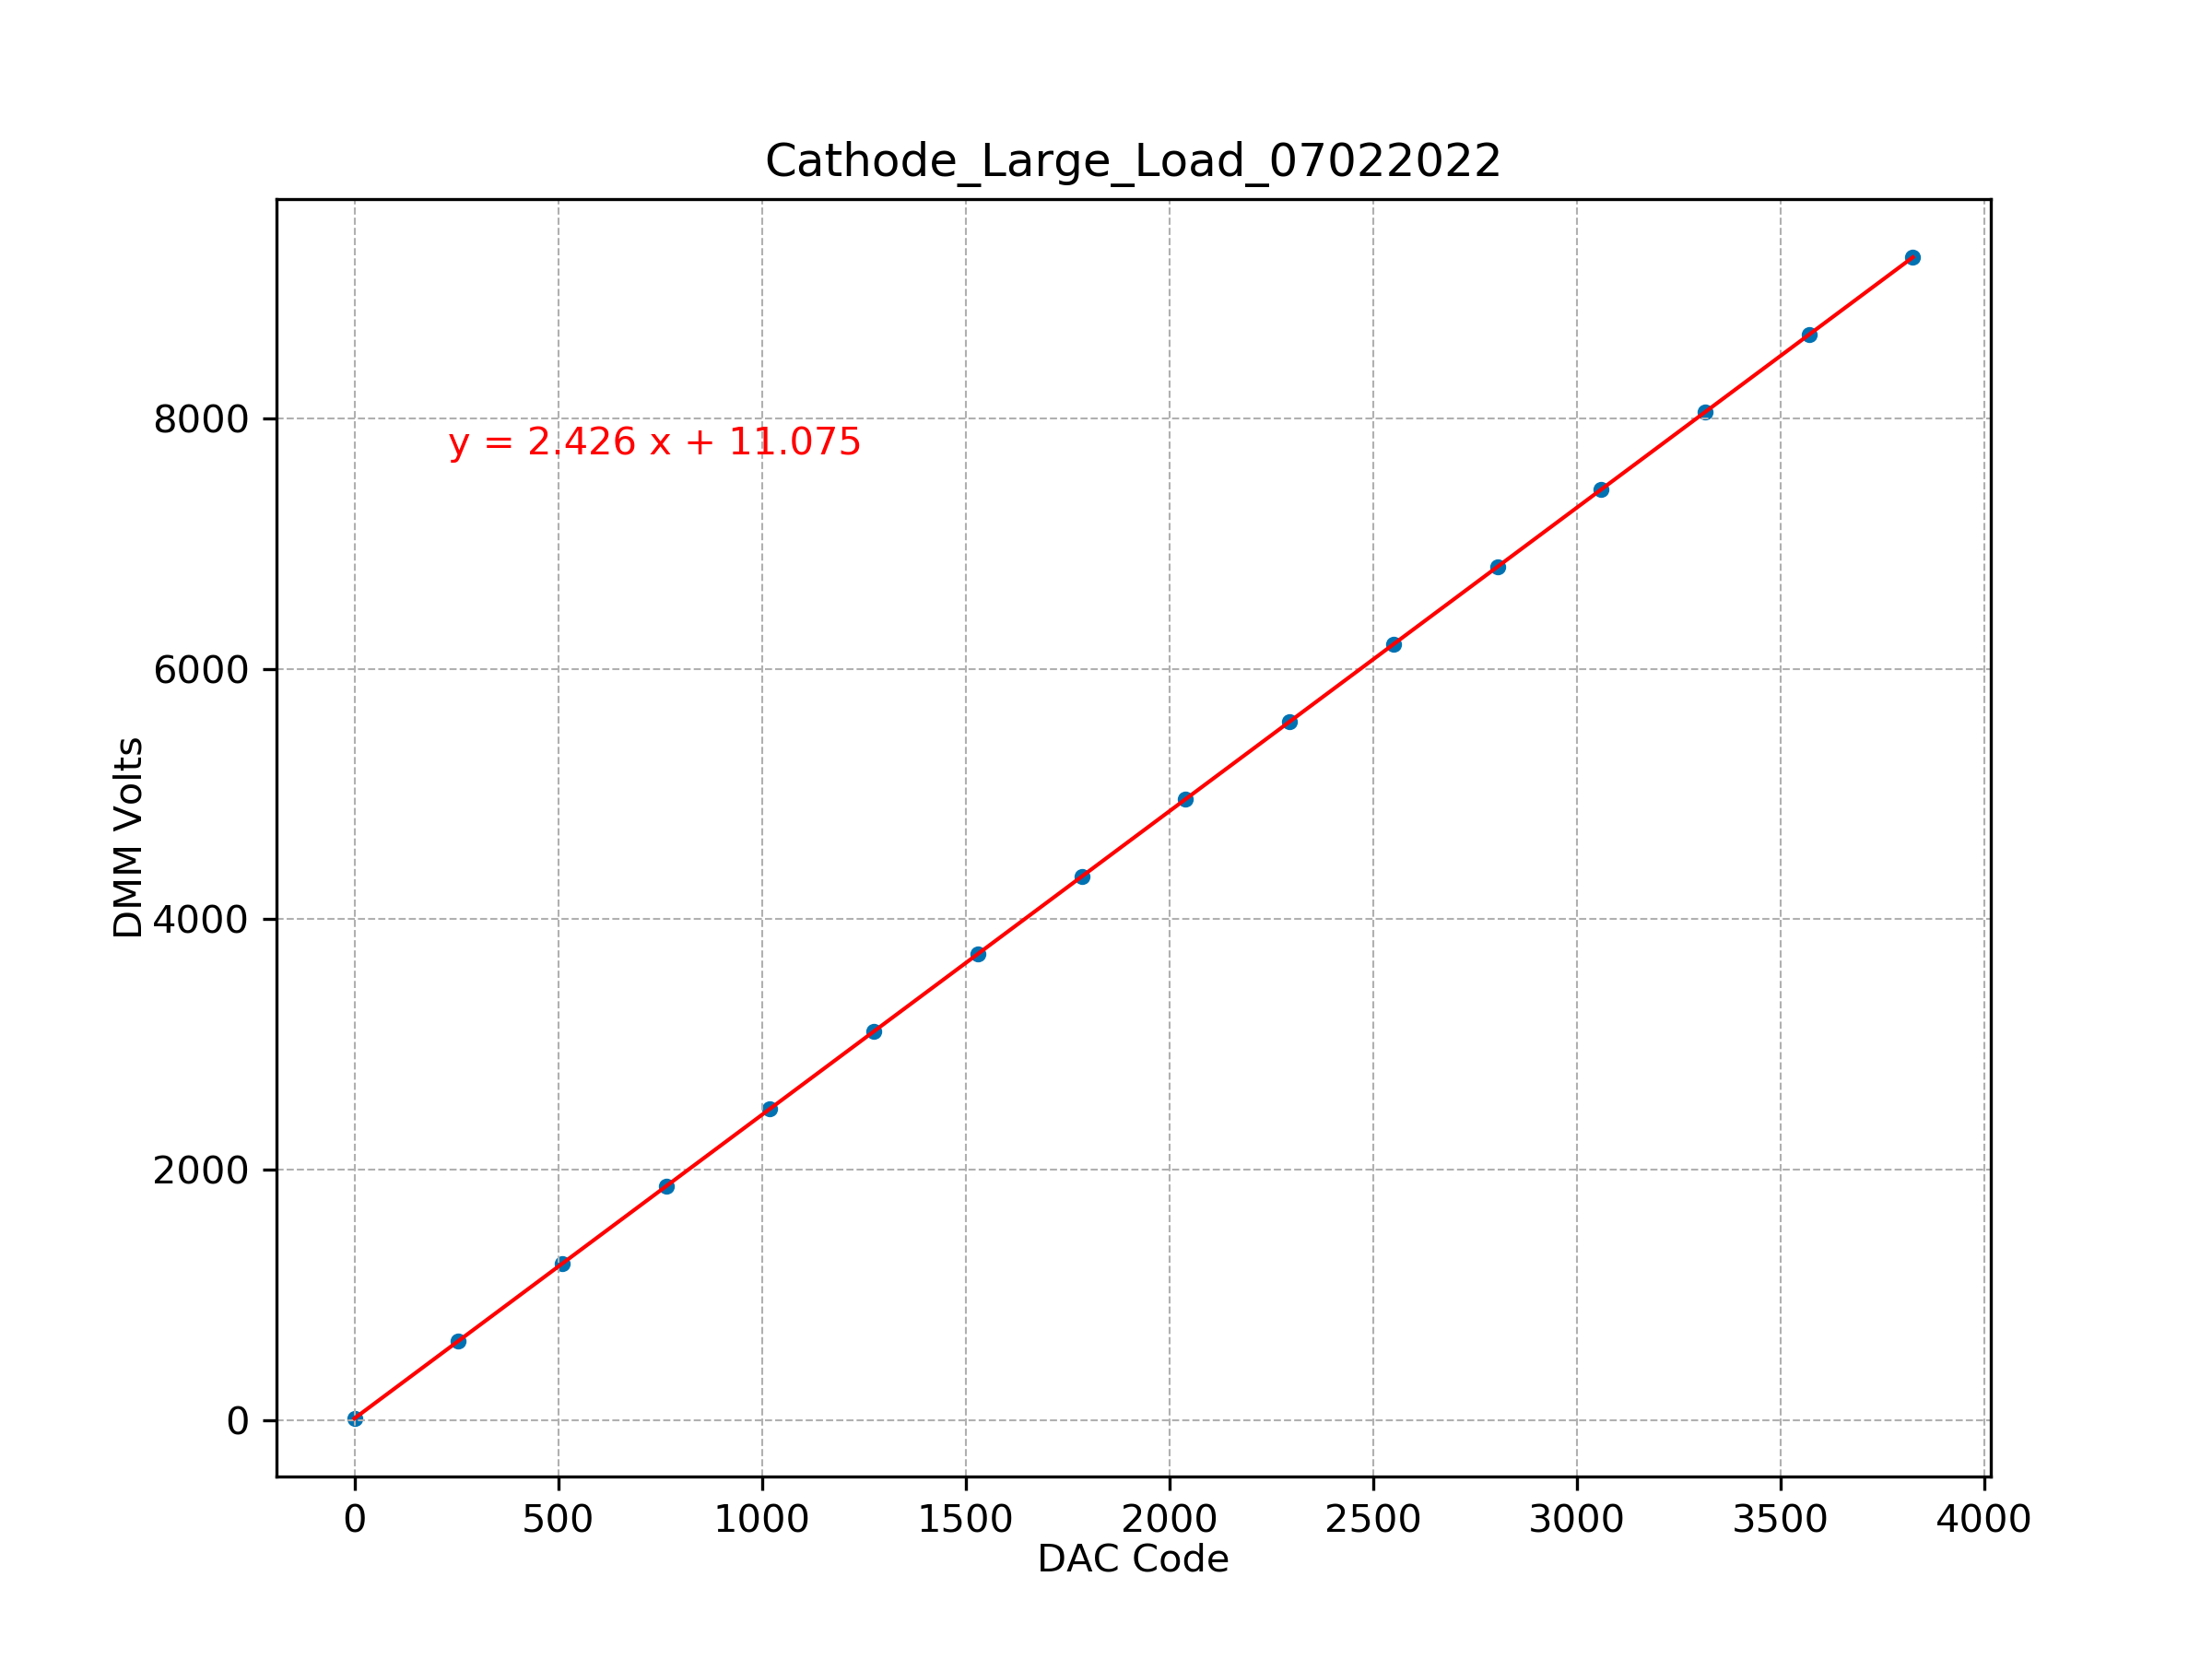 Cathode_Large_Load_07022022
y = 2.426 x + 11.075
DMM Volts
8000
6000
4000
2000
0
0 500 1000 1500 2000 2500 3000 3500 4000
DAC Code